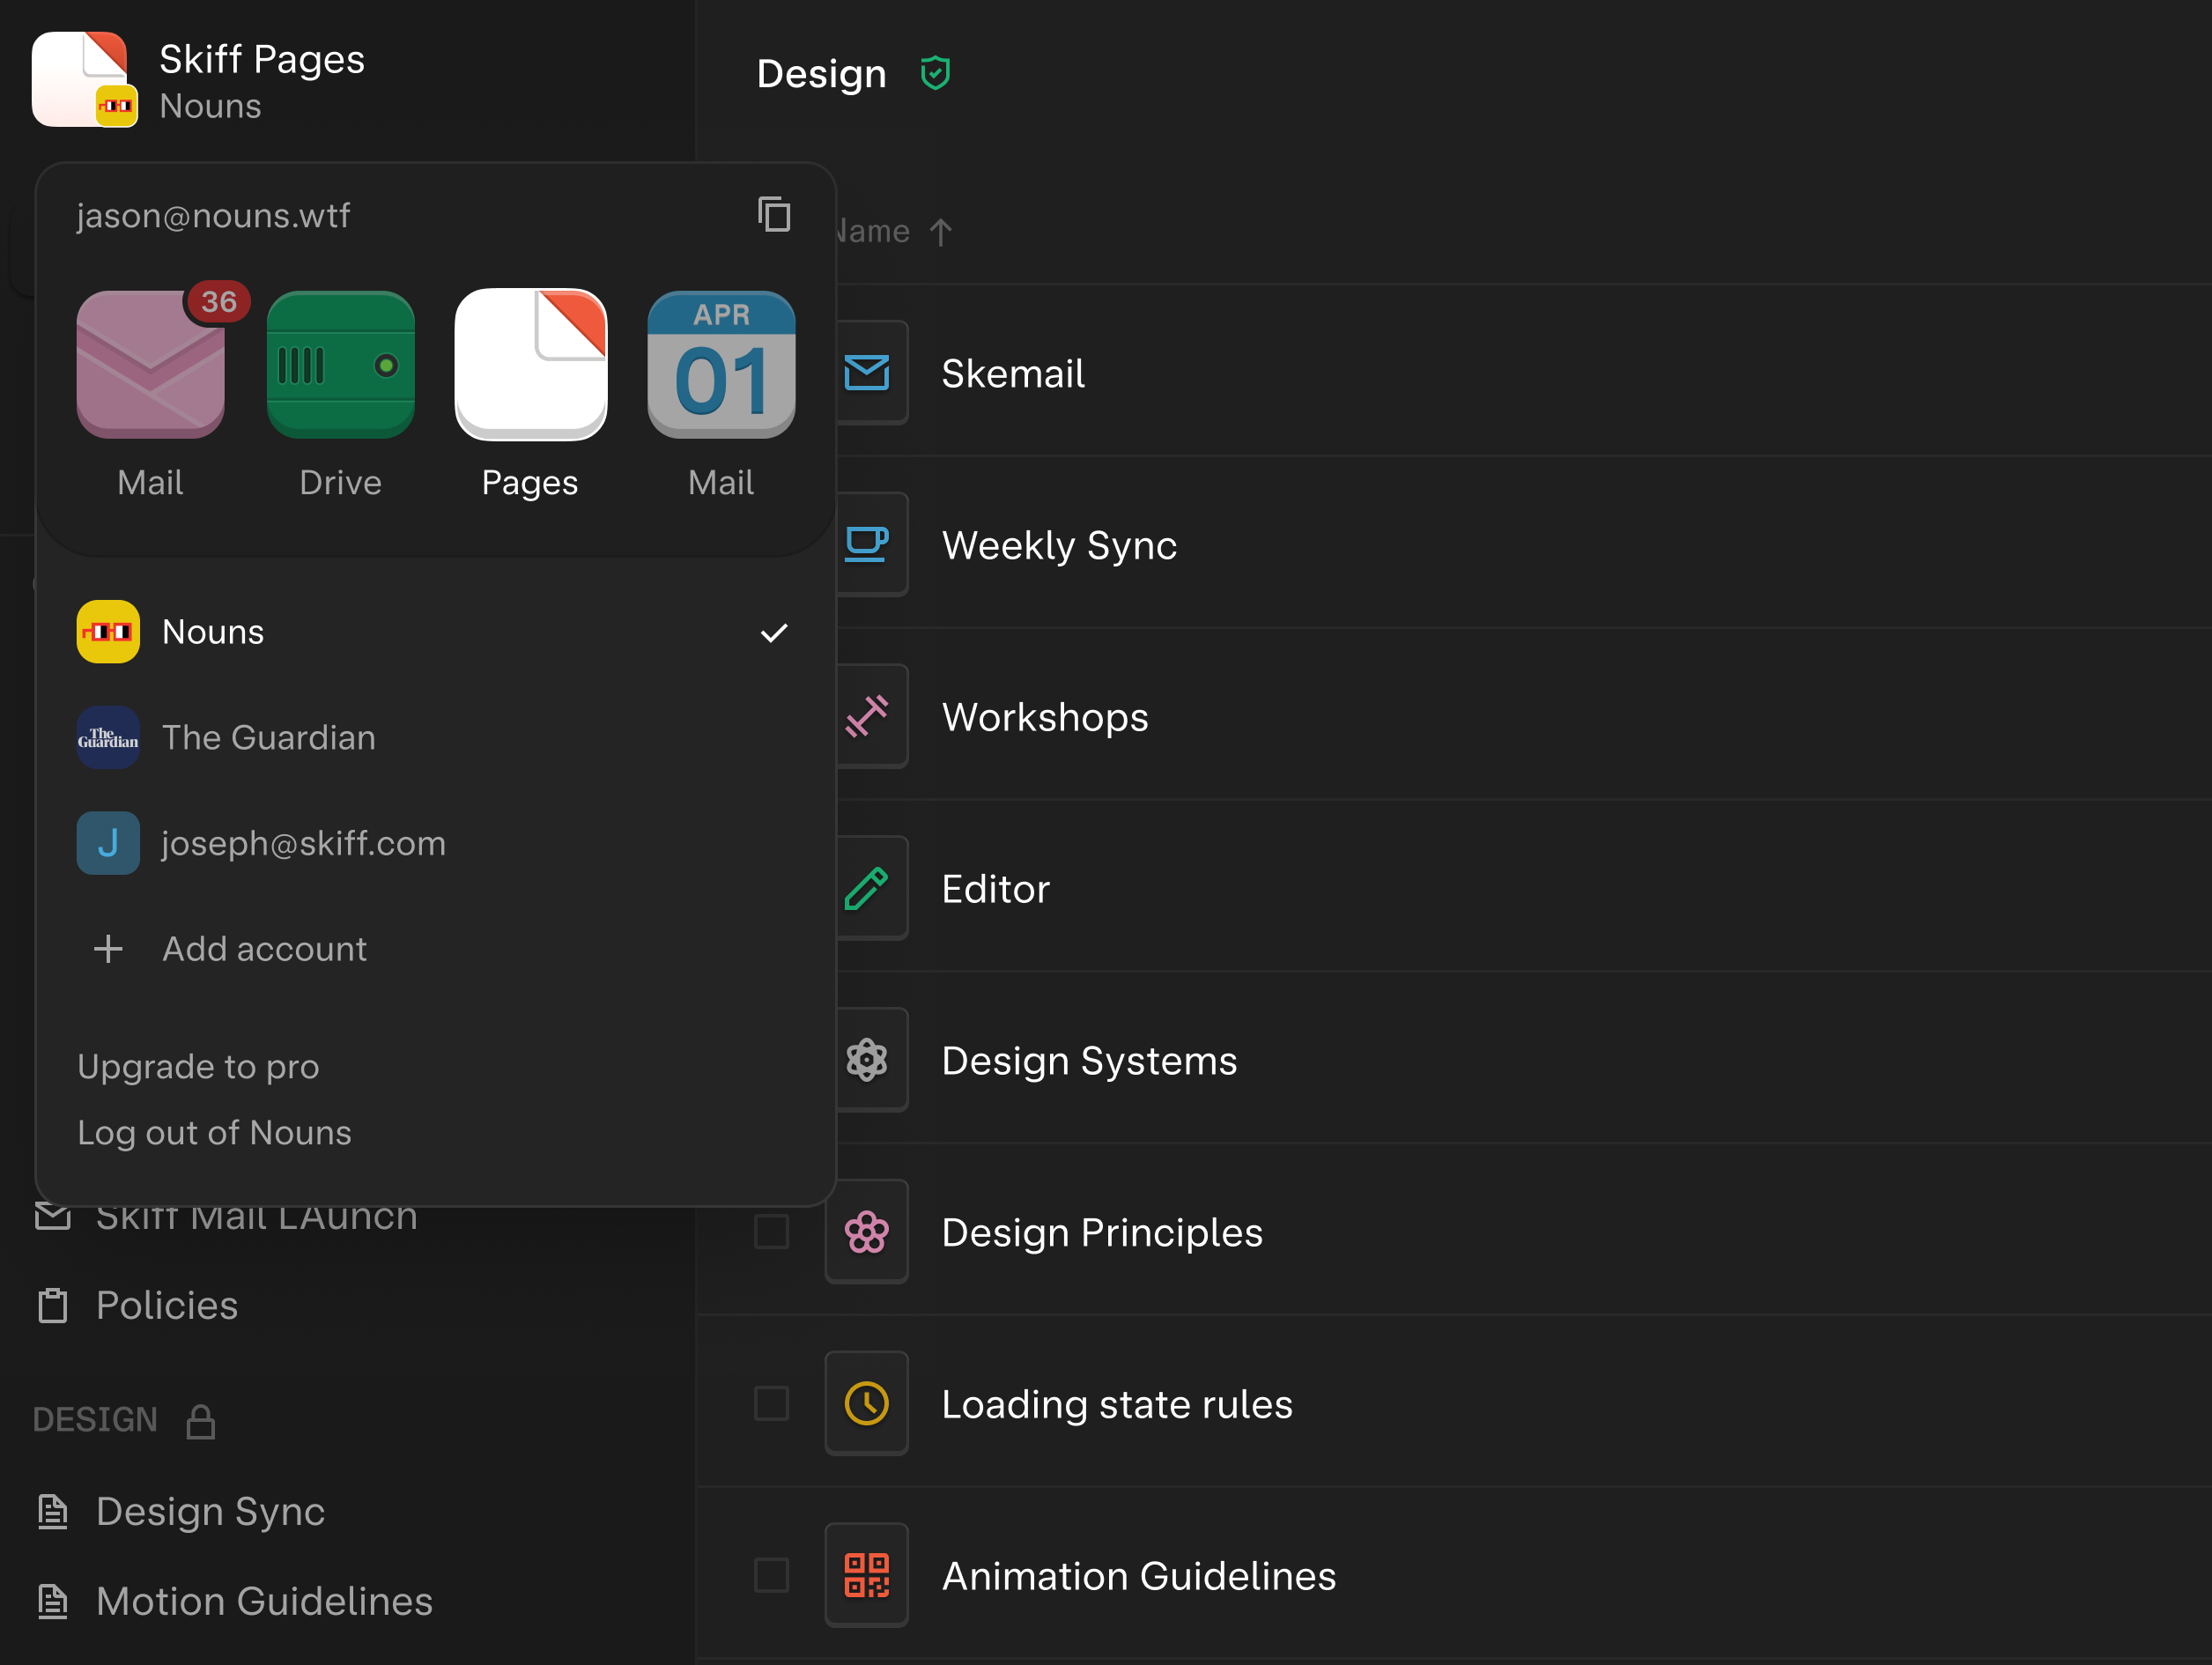 Skiff Pages
Nouns
jason@nouns.wtf
36
APR
01
Mail
Drive
Pages
Mail
Nouns
The Guardian
The Guardian
J
joseph@skiff.com
Add account
Upgrade to pro
Log out of Nouns
Skiff Mail LAunch
Policies
DESIGN
Design Sync
Motion Guidelines
Design
Name
Skemail
Weekly Sync
Workshops
Editor
Design Systems
Design Principles
Loading state rules
Animation Guidelines